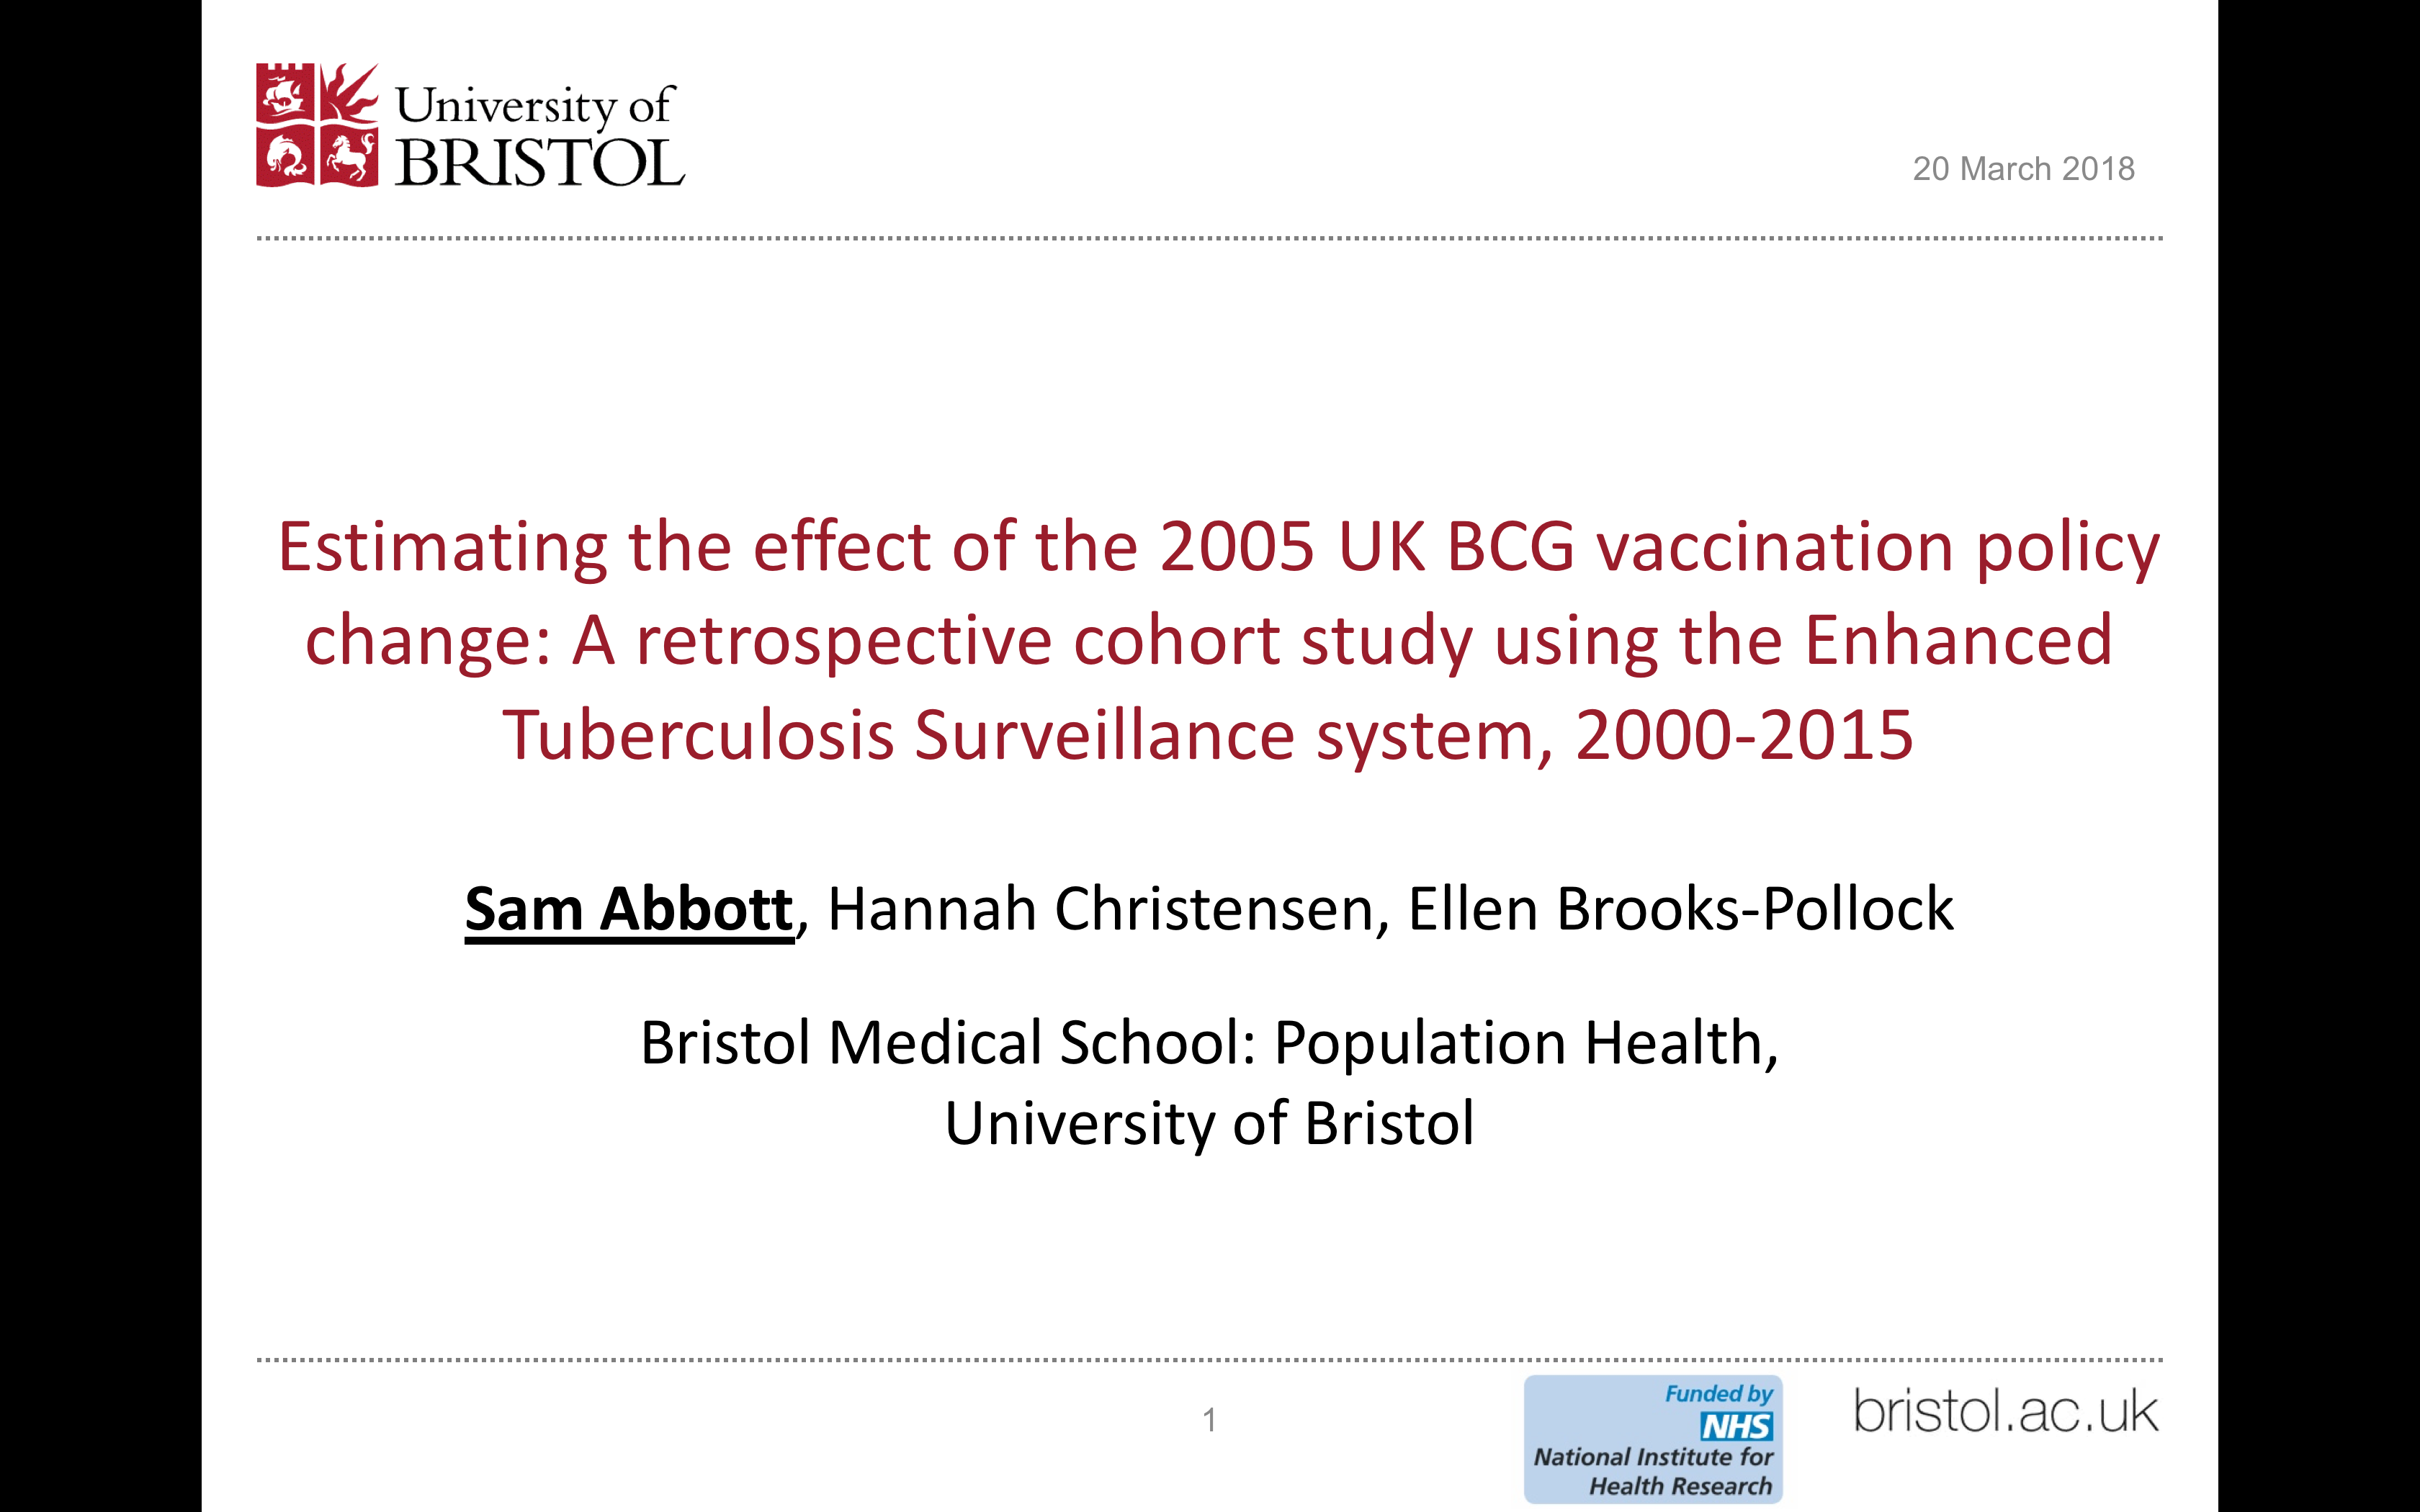 University of
BRISTOL
20 March 2018
Estimating the effect of the 2005 UK BCG vaccination policy
change: A retrospective cohort study using the Enhanced
Tuberculosis Surveillance system, 2000-2015
Sam Abbott, Hannah Christensen, Ellen Brooks-Pollock
Bristol Medical School: Population Health,
University of Bristol
1
Funded by
NHS
National Institute for
Health Research
bristol.ac.uk